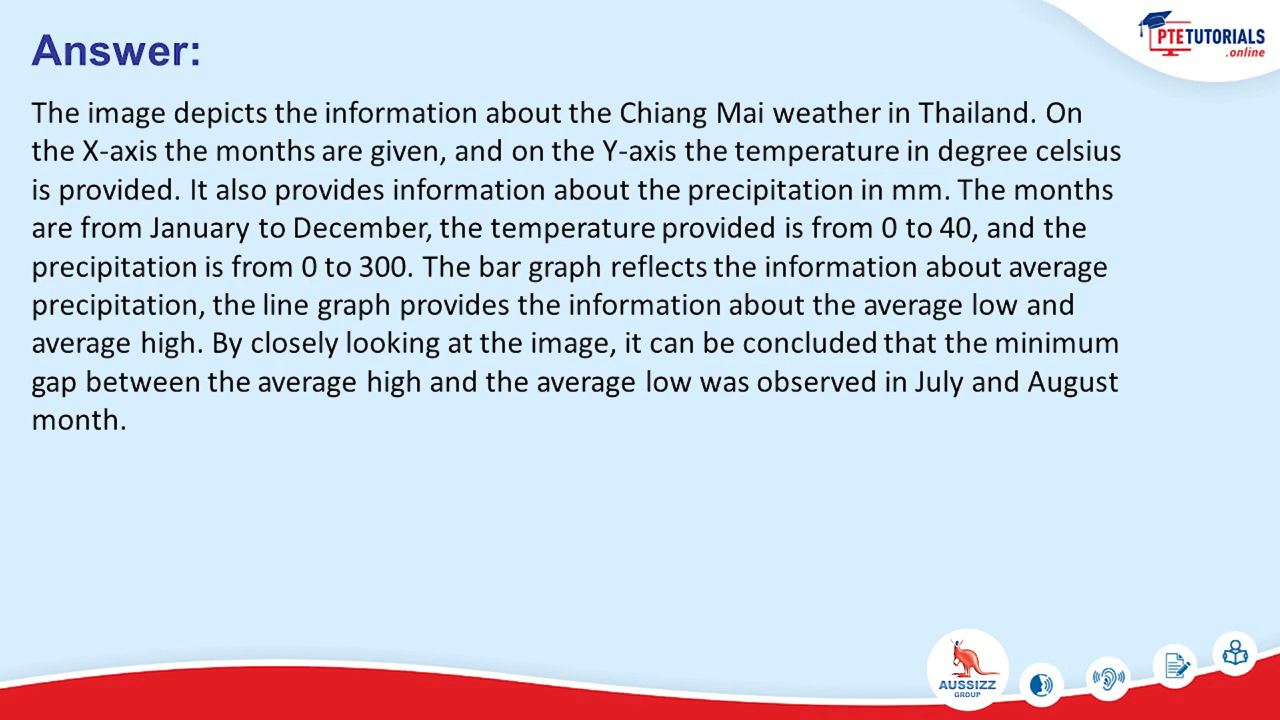 PTETUTORIALS
.online
Answer:
The image depicts the information about the Chiang Mai weather in Thailand. On
the X-axis the months are given, and on the Y-axis the temperature in degree celsius
is provided. It also provides information about the precipitation in mm. The months
are from January to December, the temperature provided is from 0 to 40, and the
precipitation is from 0 to 300. The bar graph reflects the information about average
precipitation, the line graph provides the information about the average low and
average high. By closely looking at the image, it can be concluded that the minimum
gap between the average high and the average low was observed in July and August
month.
AUSSIZZ
GROUP